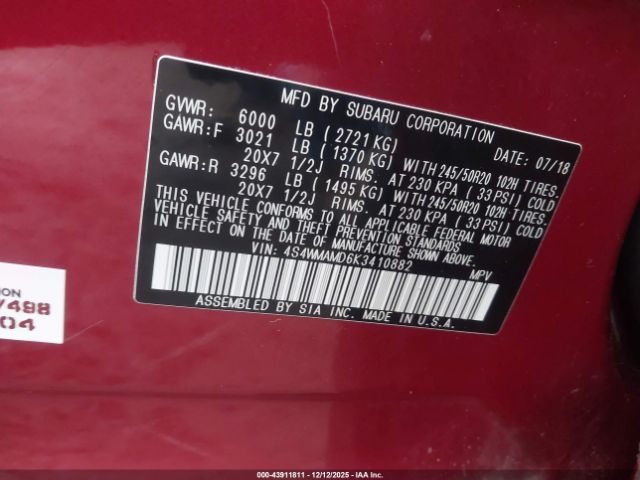 MFD BY SUBARU CORPORATION
GVWR: 6000 LB (2721 KG) DATE: 07/18
GAWR:F 3021 LB (1370 KG) WITH 245/50R20 102H TIRES,
20X7 1/2J RIMS. AT 230 KPA (33 PSI) COLD
GAWR:R 3296 LB (1495 KG) WITH 245/50R20 102H TIRES,
20X7 1/2J RIMS. AT 230 KPA (33 PSI) COLD
THIS VEHICLE CONFORMS TO ALL APPLICABLE FEDERAL MOTOR
VEHICLE SAFETY AND THEFT PREVENTION STANDARDS
IN EFFECT ON THE DATE OF MANUFACTURE SHOWN ABOVE.
VIN: 4S4WMAMD6K3410882
MPV
ASSEMBLED BY SIA INC. MADE IN U.S.A.
ION
7498
04
000-43911811 - 12/12/2025 - IAA Inc.